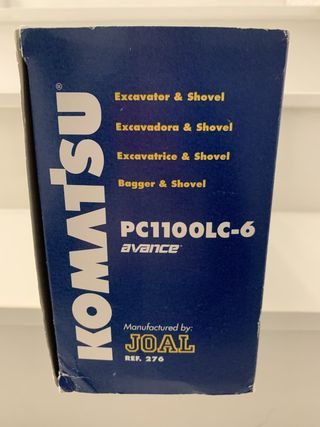 KOMATSU®
Excavator & Shovel
Excavadora & Shovel
Excavatrice & Shovel
Bagger & Shovel
PC1100LC-6
avance
Manufactured by:
JOAL
REF. 276